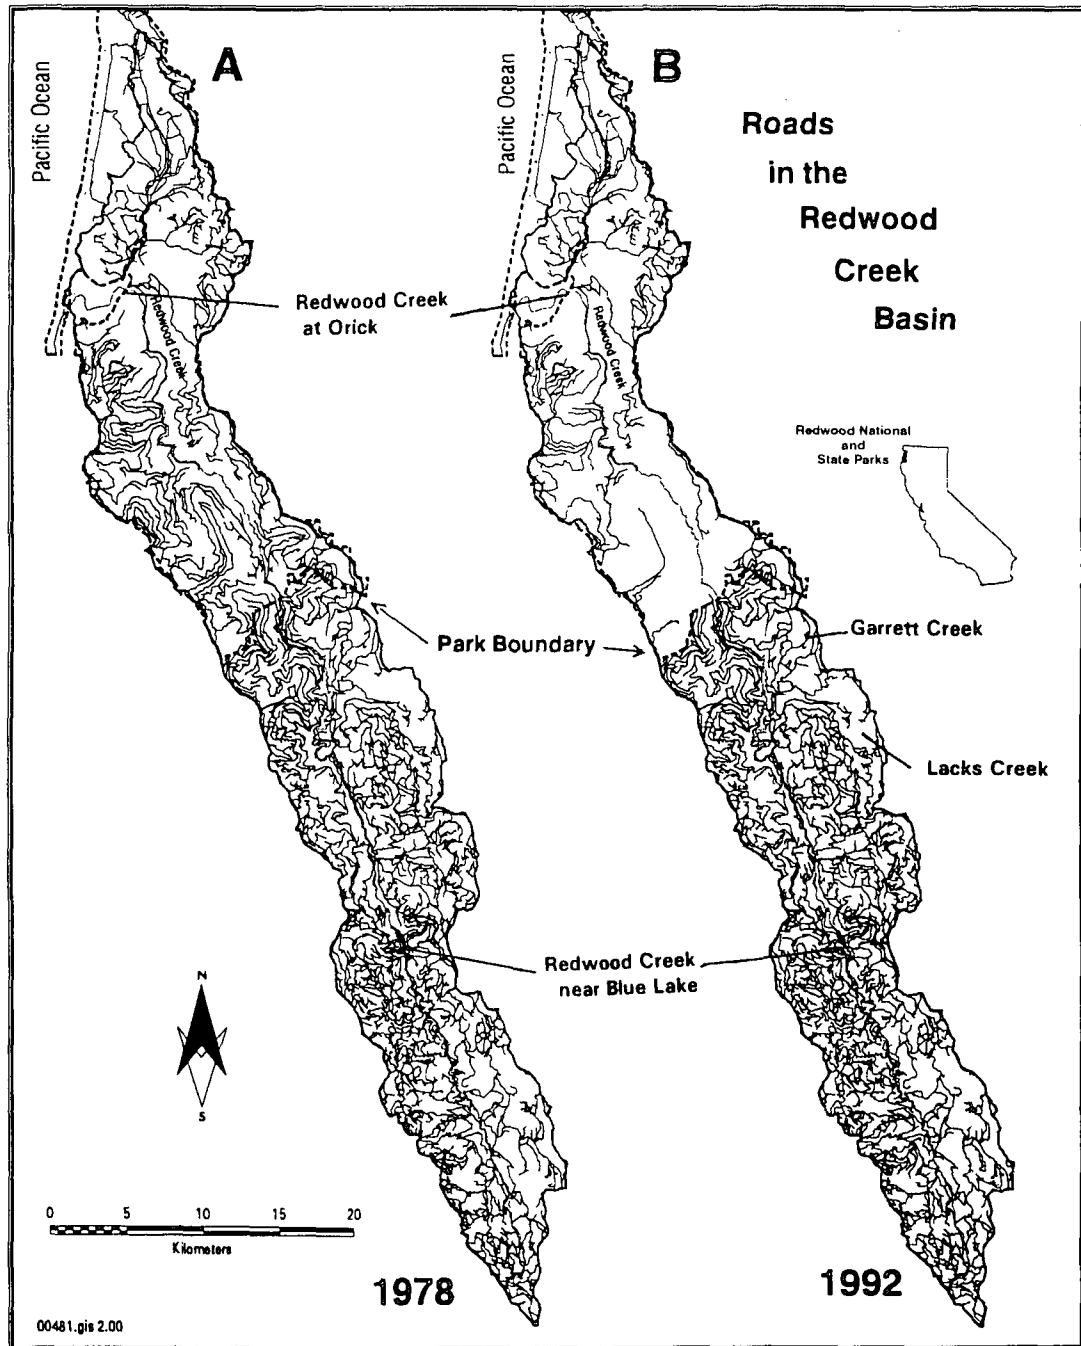 A
B
Pacific Ocean
Pacific Ocean
Roads
in the
Redwood
Creek
Basin
Redwood Creek
at Orick
Redwood Creek
Redwood Creek
Redwood National
and
State Parks
Park Boundary
Garrett Creek
Lacks Creek
Redwood Creek
near Blue Lake
N
S
0 5 10 15 20
Kilometers
1978
1992
00481.gis 2.00